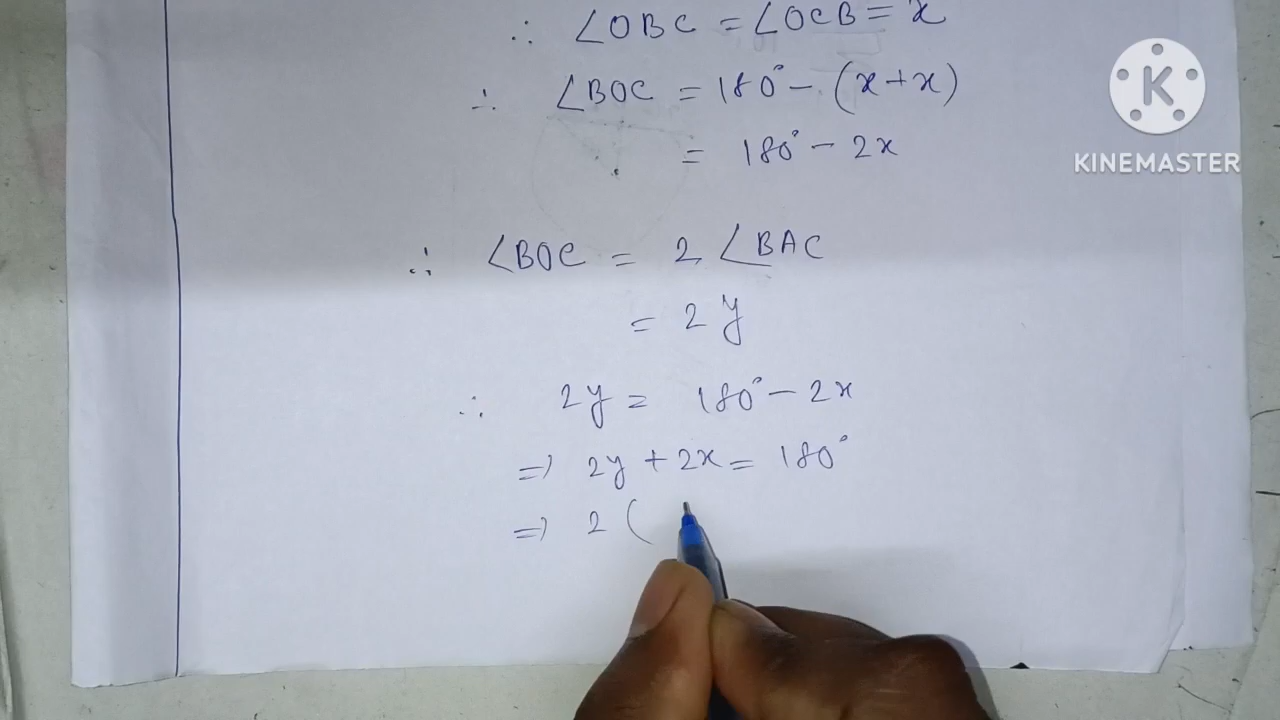 ∴ ∠OBC = ∠OCB = x
∴ ∠BOC = 180° - (x+x)
= 180° - 2x
KINEMASTER
∴ ∠BOC = 2 ∠BAC
= 2y
∴ 2y = 180° - 2x
⇒ 2y + 2x = 180°
⇒ 2 (